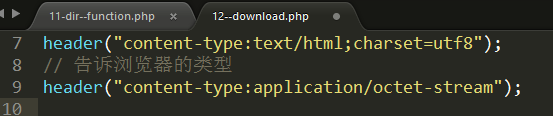 11-dir--function.php × 12--download.php
7 header("content-type:text/html;charset=utf8");
8 // 告诉浏览器的类型
9 header("content-type:application/octet-stream");
10